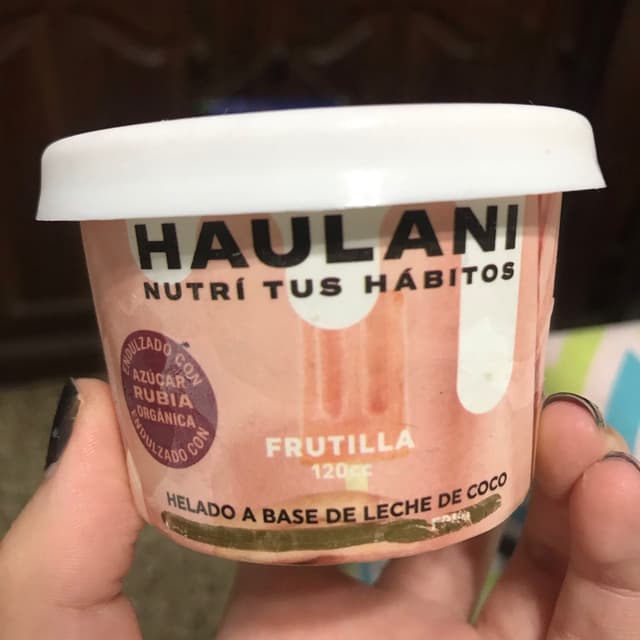 HAULANI
NUTRÍ TUS HÁBITOS
ENDULZADO CON
AZÚCAR
RUBIA
ORGÁNICA
ENDULZADO CON
FRUTILLA
120cc
HELADO A BASE DE LECHE DE COCO